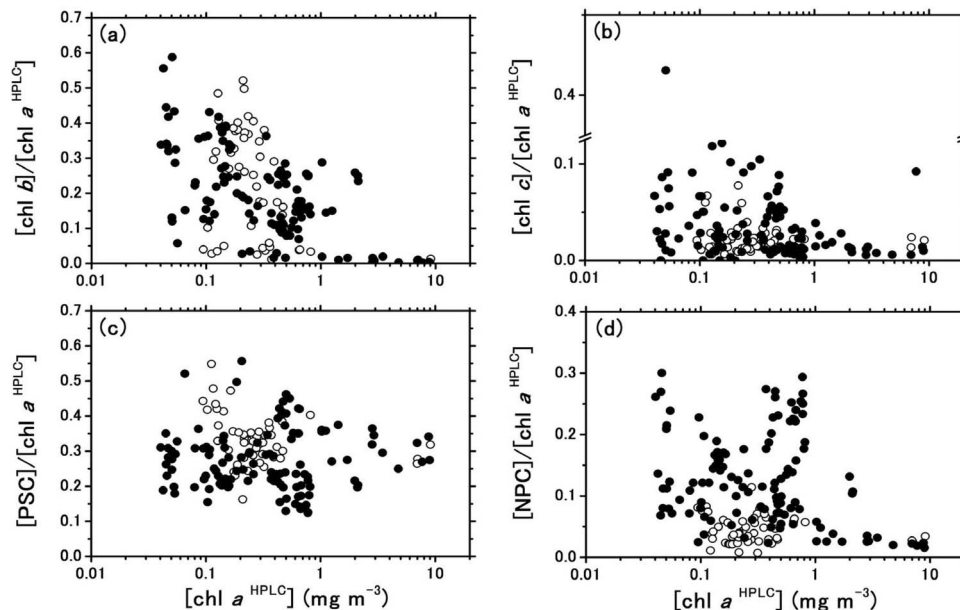 (a)
[chl b]/[chl a HPLC]
0.7
0.6
0.5
0.4
0.3
0.2
0.1
0.0
0.01 0.1 1 10
(b)
[chl c]/[chl a HPLC]
0.4
0.1
0.0
0.01 0.1 1 10
(c)
[PSC]/[chl a HPLC]
0.7
0.6
0.5
0.4
0.3
0.2
0.1
0.0
0.01 0.1 1 10
[chl a HPLC] (mg m⁻³)
(d)
[NPC]/[chl a HPLC]
0.4
0.3
0.2
0.1
0.0
0.01 0.1 1 10
[chl a HPLC] (mg m⁻³)